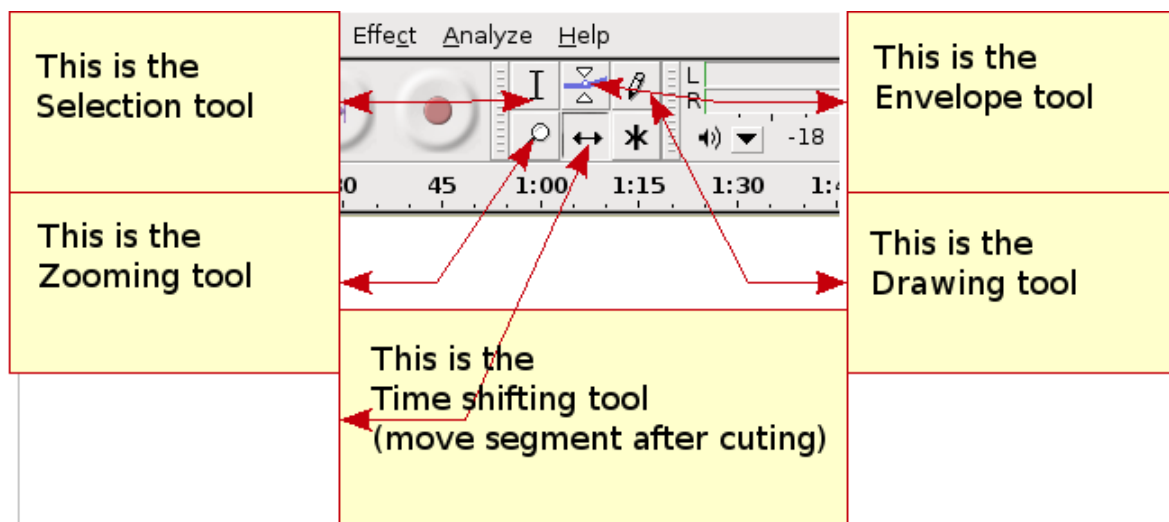 This is the
Selection tool
Effect Analyze Help
This is the
Envelope tool
L
R
-18
45 1:00 1:15 1:30
This is the
Zooming tool
This is the
Drawing tool
This is the
Time shifting tool
(move segment after cuting)